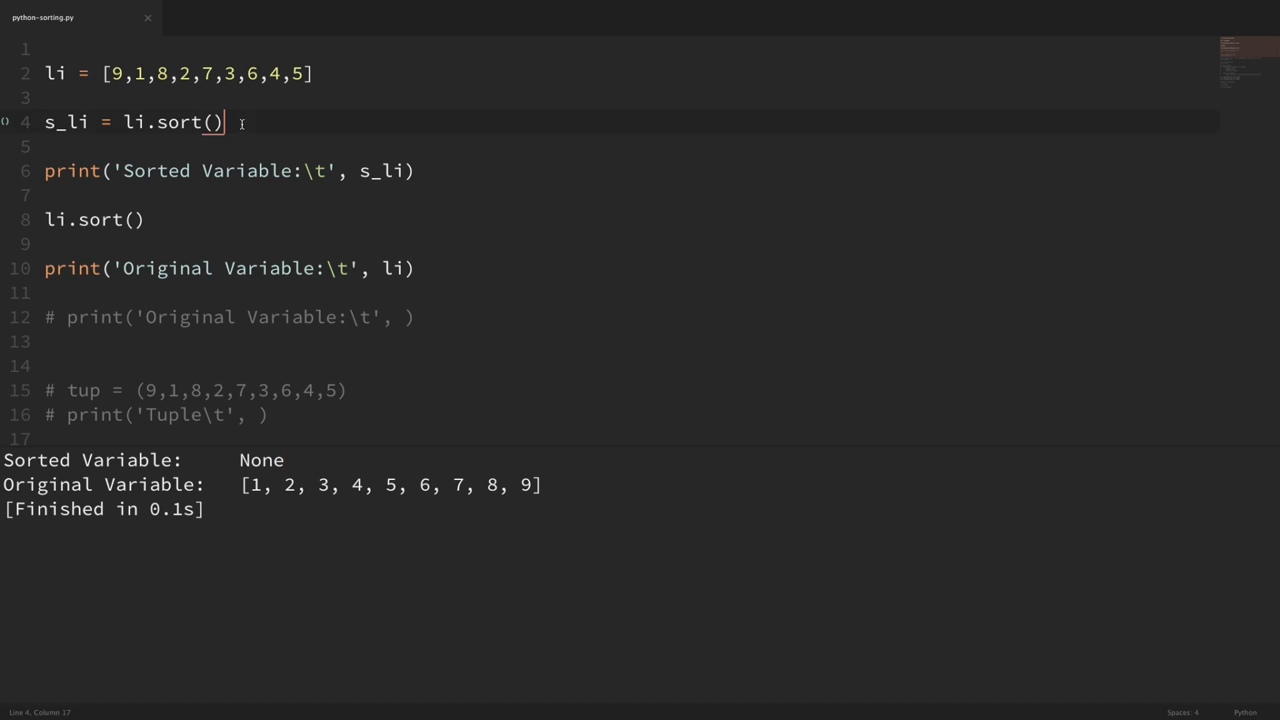 python-sorting.py ×
1
2 li = [9,1,8,2,7,3,6,4,5]
3
() 4 s_li = li.sort()
5
6 print('Sorted Variable:\t', s_li)
7
8 li.sort()
9
10 print('Original Variable:\t', li)
11
12 # print('Original Variable:\t', )
13
14
15 # tup = (9,1,8,2,7,3,6,4,5)
16 # print('Tuple\t', )
17
Sorted Variable: None
Original Variable: [1, 2, 3, 4, 5, 6, 7, 8, 9]
[Finished in 0.1s]
Line 4, Column 17 Spaces: 4 Python